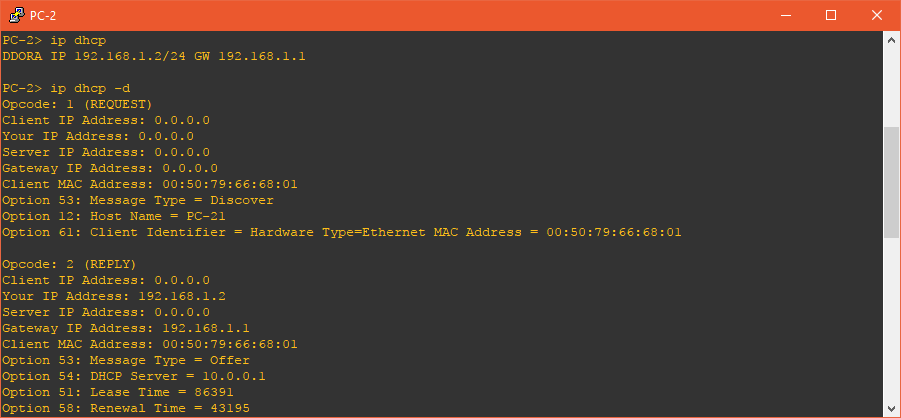 PC-2
PC-2> ip dhcp
DDORA IP 192.168.1.2/24 GW 192.168.1.1
PC-2> ip dhcp -d
Opcode: 1 (REQUEST)
Client IP Address: 0.0.0.0
Your IP Address: 0.0.0.0
Server IP Address: 0.0.0.0
Gateway IP Address: 0.0.0.0
Client MAC Address: 00:50:79:66:68:01
Option 53: Message Type = Discover
Option 12: Host Name = PC-21
Option 61: Client Identifier = Hardware Type=Ethernet MAC Address = 00:50:79:66:68:01
Opcode: 2 (REPLY)
Client IP Address: 0.0.0.0
Your IP Address: 192.168.1.2
Server IP Address: 0.0.0.0
Gateway IP Address: 192.168.1.1
Client MAC Address: 00:50:79:66:68:01
Option 53: Message Type = Offer
Option 54: DHCP Server = 10.0.0.1
Option 51: Lease Time = 86391
Option 58: Renewal Time = 43195